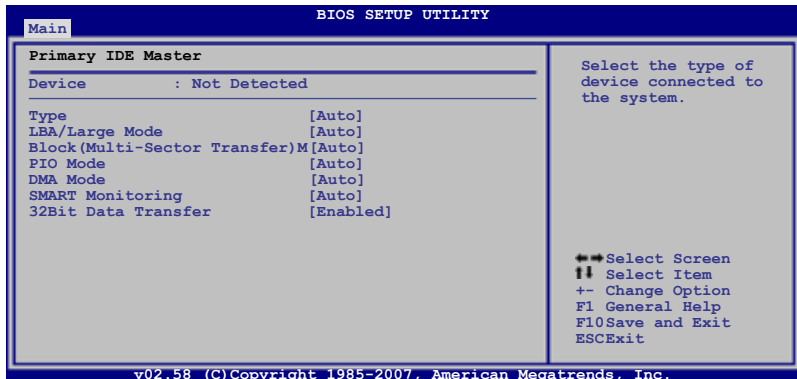 BIOS SETUP UTILITY
Main
Primary IDE Master
Device : Not Detected
Type [Auto]
LBA/Large Mode [Auto]
Block(Multi-Sector Transfer)M[Auto]
PIO Mode [Auto]
DMA Mode [Auto]
SMART Monitoring [Auto]
32Bit Data Transfer [Enabled]
Select the type of
device connected to
the system.
Select Screen
Select Item
+- Change Option
F1 General Help
F10Save and Exit
ESCExit
v02.58 (C)Copyright 1985-2007, American Megatrends, Inc.